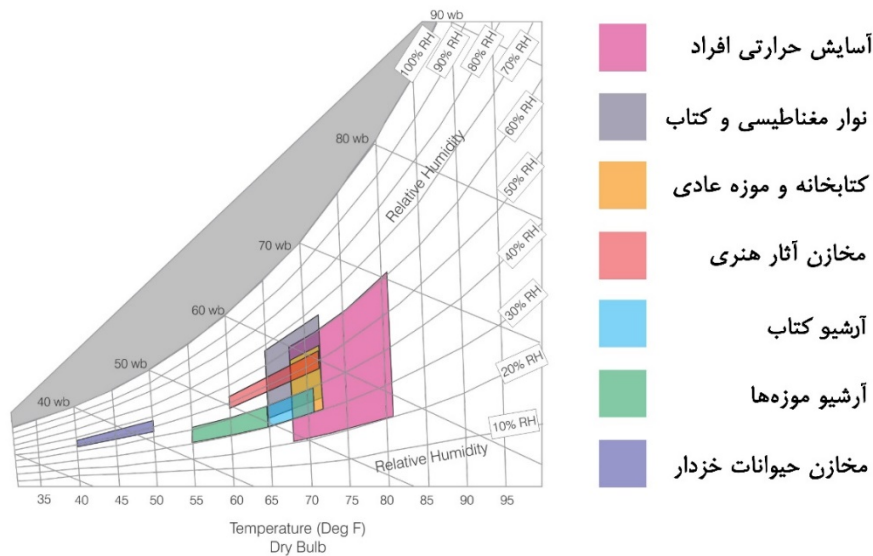 90 wb
100% RH
90% RH
80% RH
70% RH
60% RH
80 wb
Relative Humidity
50% RH
70 wb
40% RH
60 wb
30% RH
50 wb
20% RH
40 wb
10% RH
Relative Humidity
35 40 45 50 55 60 65 70 75 80 85 90 95
Temperature (Deg F)
Dry Bulb
آسایش حرارتی افراد
نوار مغناطیسی و کتاب
کتابخانه و موزه عادی
مخازن آثار هنری
آرشیو کتاب
آرشیو موزه‌ها
مخازن حیوانات خزدار